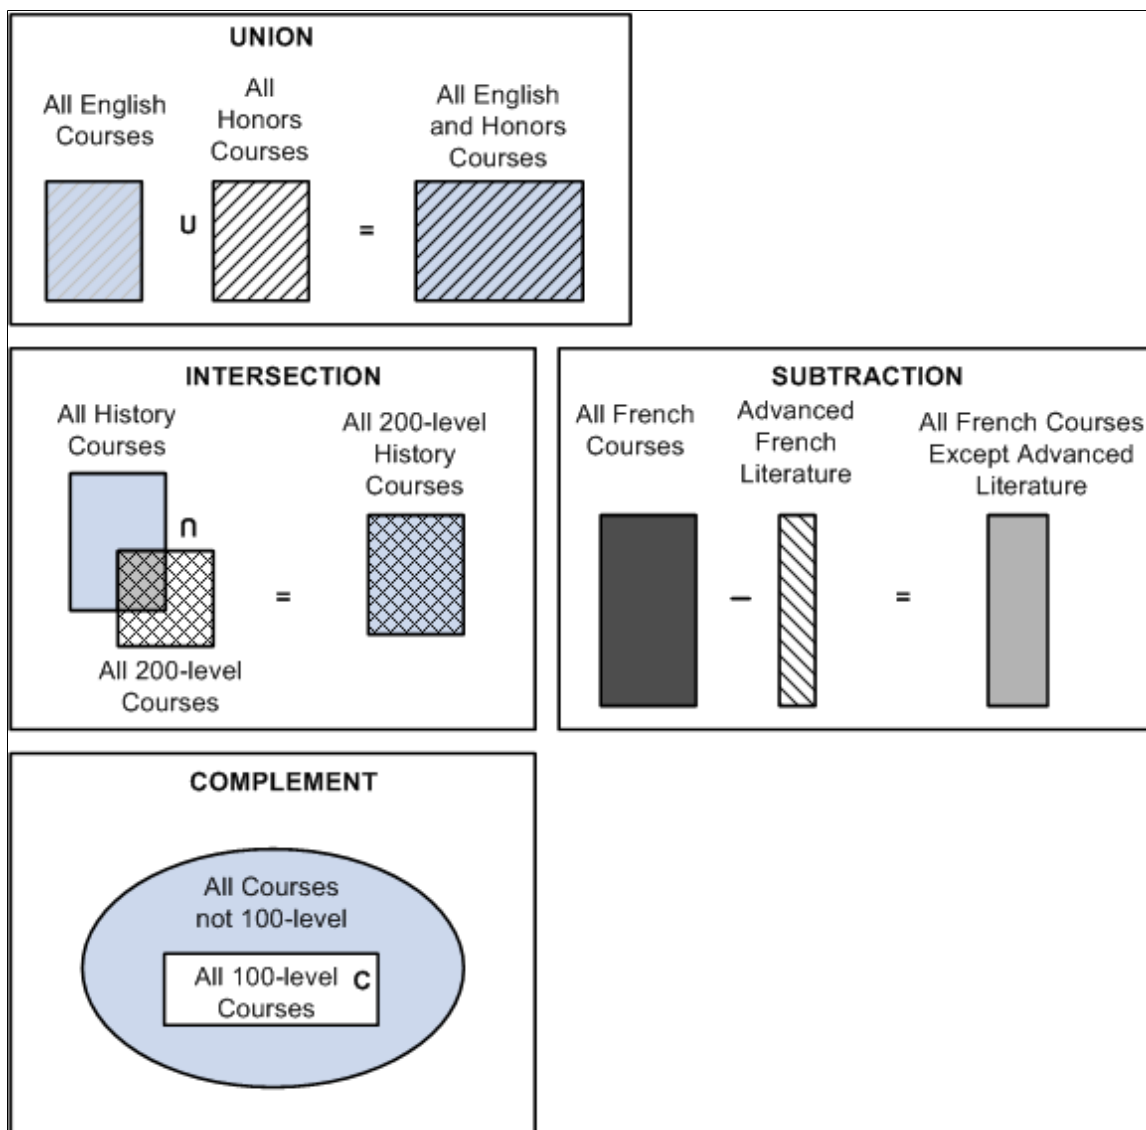 UNION
All English
Courses
All
Honors
Courses
All English
and Honors
Courses
U
=
INTERSECTION
All History
Courses
∩
All 200-level
Courses
=
All 200-level
History
Courses
SUBTRACTION
All French
Courses
–
Advanced
French
Literature
=
All French Courses
Except Advanced
Literature
COMPLEMENT
All Courses
not 100-level
All 100-level C
Courses